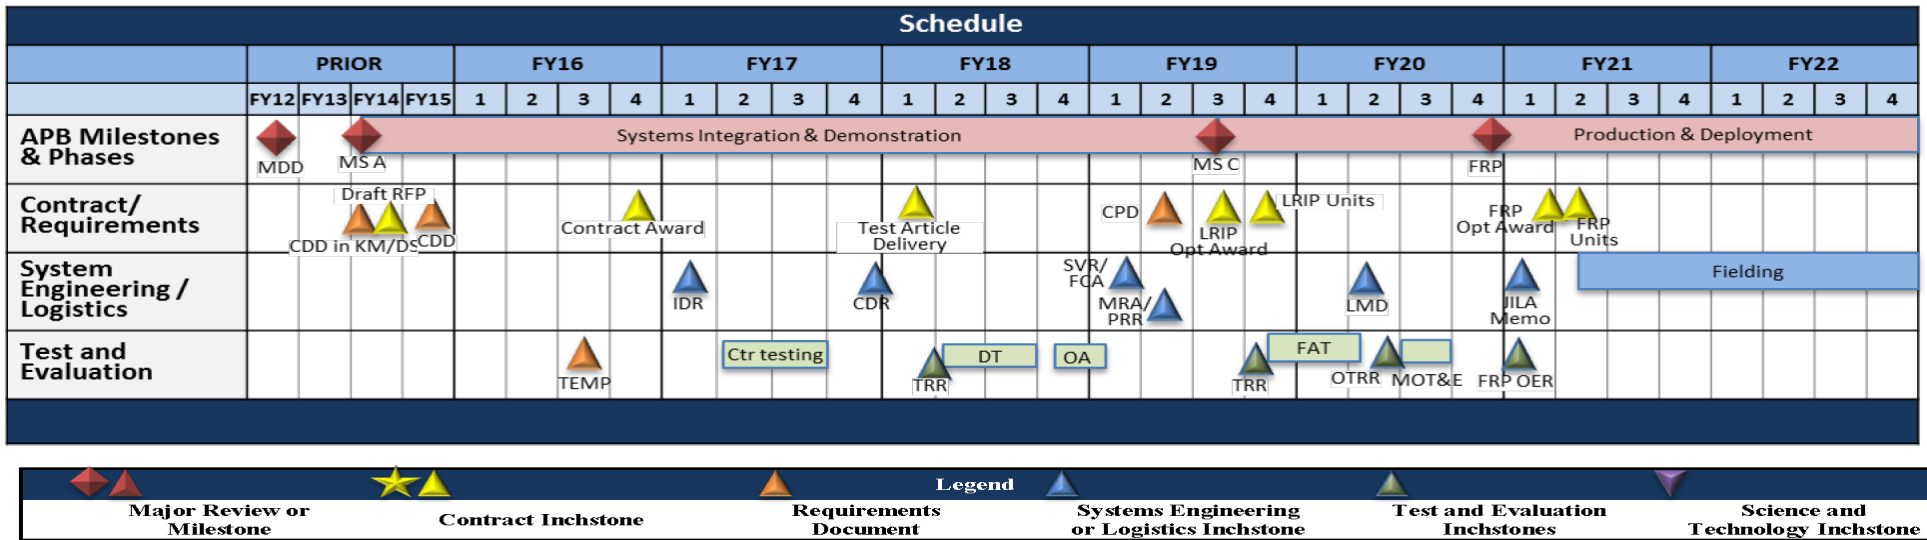 Schedule
PRIOR FY16 FY17 FY18 FY19 FY20 FY21 FY22
FY12 FY13 FY14 FY15 1 2 3 4 1 2 3 4 1 2 3 4 1 2 3 4 1 2 3 4 1 2 3 4 1 2 3 4
APB Milestones
& Phases
Systems Integration & Demonstration
Production & Deployment
MDD
MS A
MS C
FRP
Contract/
Requirements
Draft RFP
CDD in KM/DS
CDD
Contract Award
Test Article
Delivery
CPD
LRIP
Opt Award
LRIP Units
FRP
Opt Award
FRP
Units
System
Engineering /
Logistics
IDR
CDR
SVR/
FCA
MRA/
PRR
LMD
JILA
Memo
Fielding
Test and
Evaluation
TEMP
Ctr testing
TRR
DT
OA
TRR
FAT
OTRR
MOT&E
FRP OER
Legend
Major Review or
Milestone
Contract Inchstone
Requirements
Document
Systems Engineering
or Logistics Inchstone
Test and Evaluation
Inchstones
Science and
Technology Inchstone